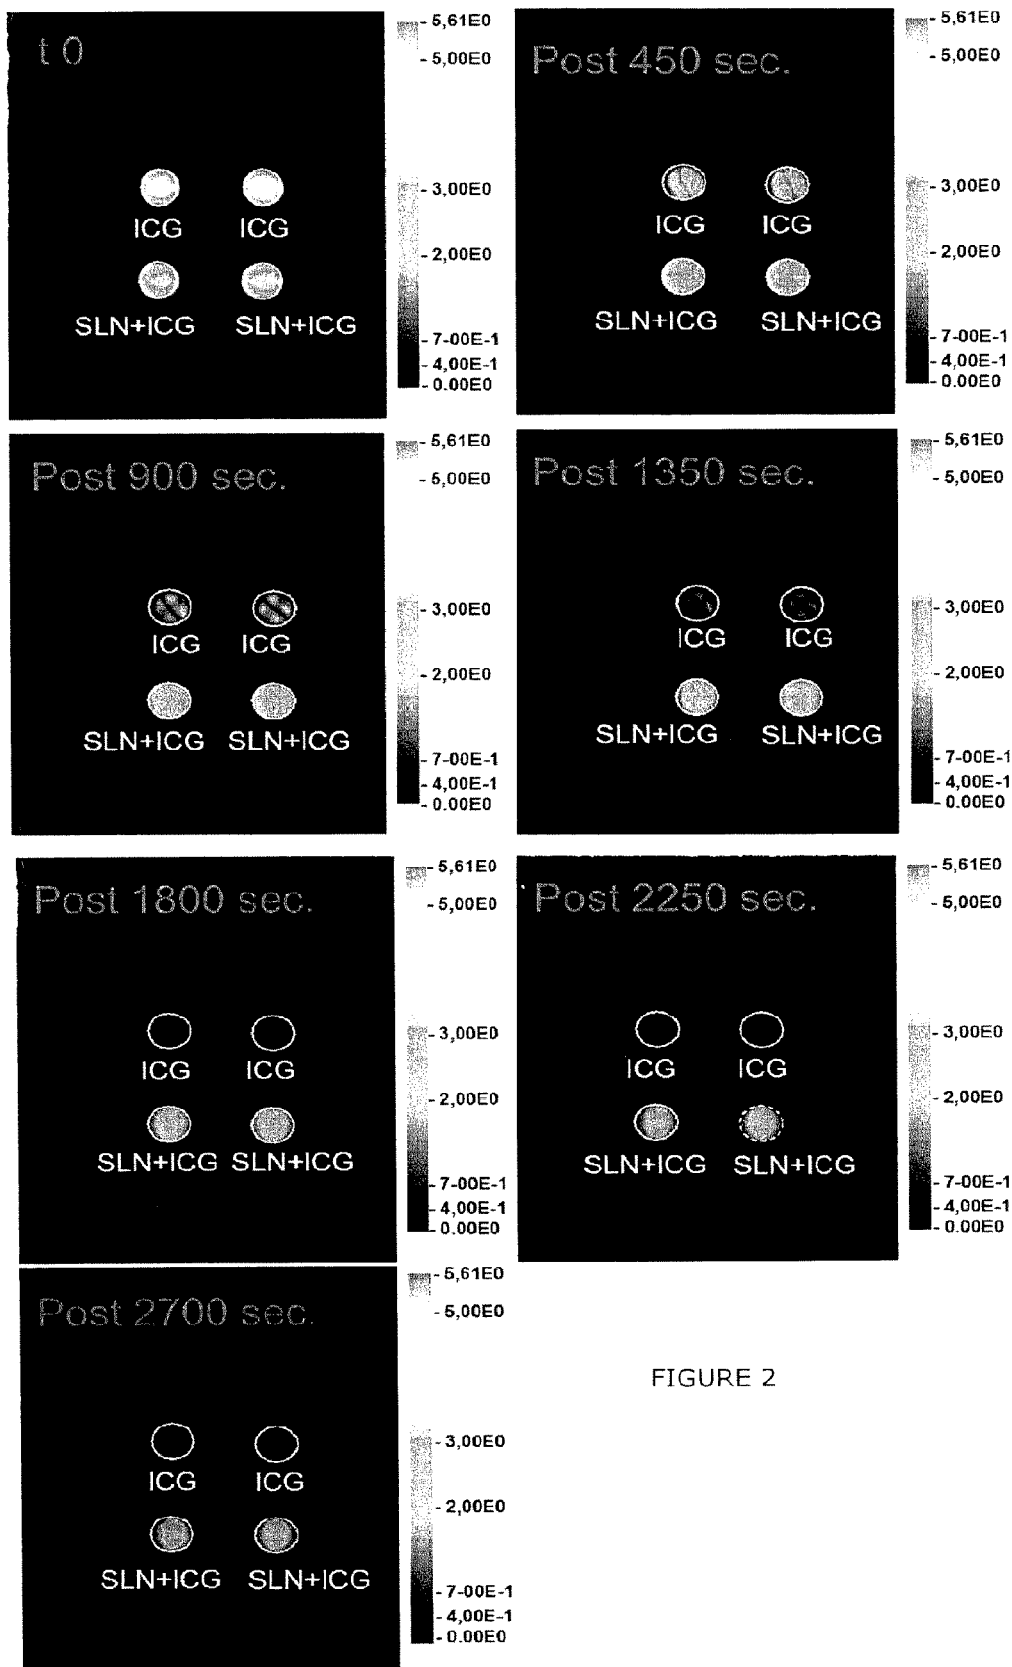 t 0
5,61E0
5,00E0
3,00E0
2,00E0
7-00E-1
4,00E-1
0.00E0
ICG ICG
SLN+ICG SLN+ICG
Post 450 sec.
5,61E0
5,00E0
3,00E0
2,00E0
7-00E-1
4,00E-1
0.00E0
ICG ICG
SLN+ICG SLN+ICG
Post 900 sec.
5,61E0
5,00E0
3,00E0
2,00E0
7-00E-1
4,00E-1
0.00E0
ICG ICG
SLN+ICG SLN+ICG
Post 1350 sec.
5,61E0
5,00E0
3,00E0
2,00E0
7-00E-1
4,00E-1
0.00E0
ICG ICG
SLN+ICG SLN+ICG
Post 1800 sec.
5,61E0
5,00E0
3,00E0
2,00E0
7-00E-1
4,00E-1
0.00E0
ICG ICG
SLN+ICG SLN+ICG
Post 2250 sec.
5,61E0
5,00E0
3,00E0
2,00E0
7-00E-1
4,00E-1
0.00E0
ICG ICG
SLN+ICG SLN+ICG
Post 2700 sec.
5,61E0
5,00E0
3,00E0
2,00E0
7-00E-1
4,00E-1
0.00E0
ICG ICG
SLN+ICG SLN+ICG
FIGURE 2